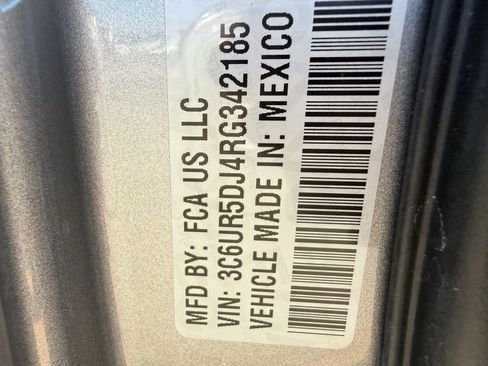 MFD BY: FCA US LLC
VIN: 3C6UR5DJ4RG342185
VEHICLE MADE IN: MEXICO